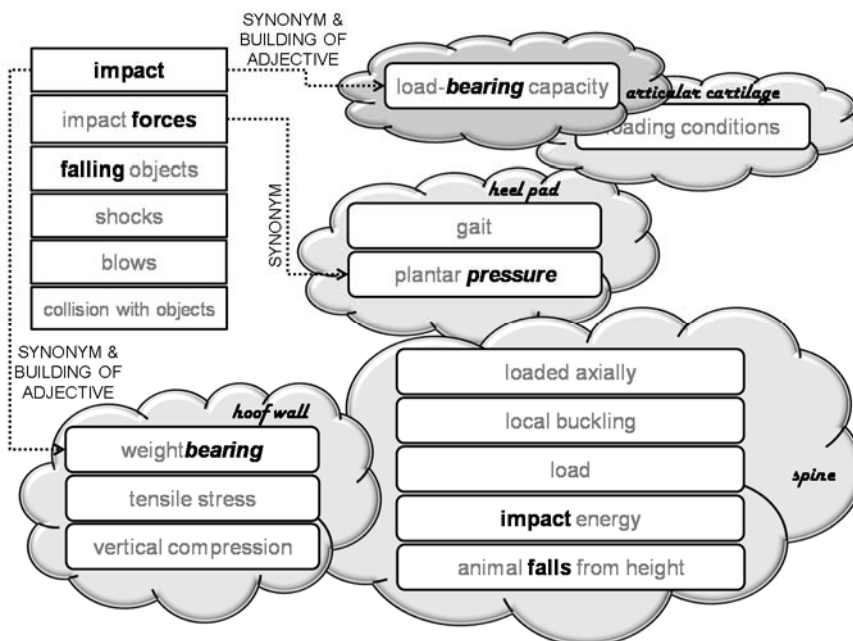 SYNONYM &
BUILDING OF
ADJECTIVE
impact
impact forces
falling objects
shocks
blows
collision with objects
load-bearing capacity
articular cartilage
loading conditions
SYNONYM
heel pad
gait
plantar pressure
SYNONYM &
BUILDING OF
ADJECTIVE
hoof wall
weightbearing
tensile stress
vertical compression
loaded axially
local buckling
load
impact energy
animal falls from height
spine